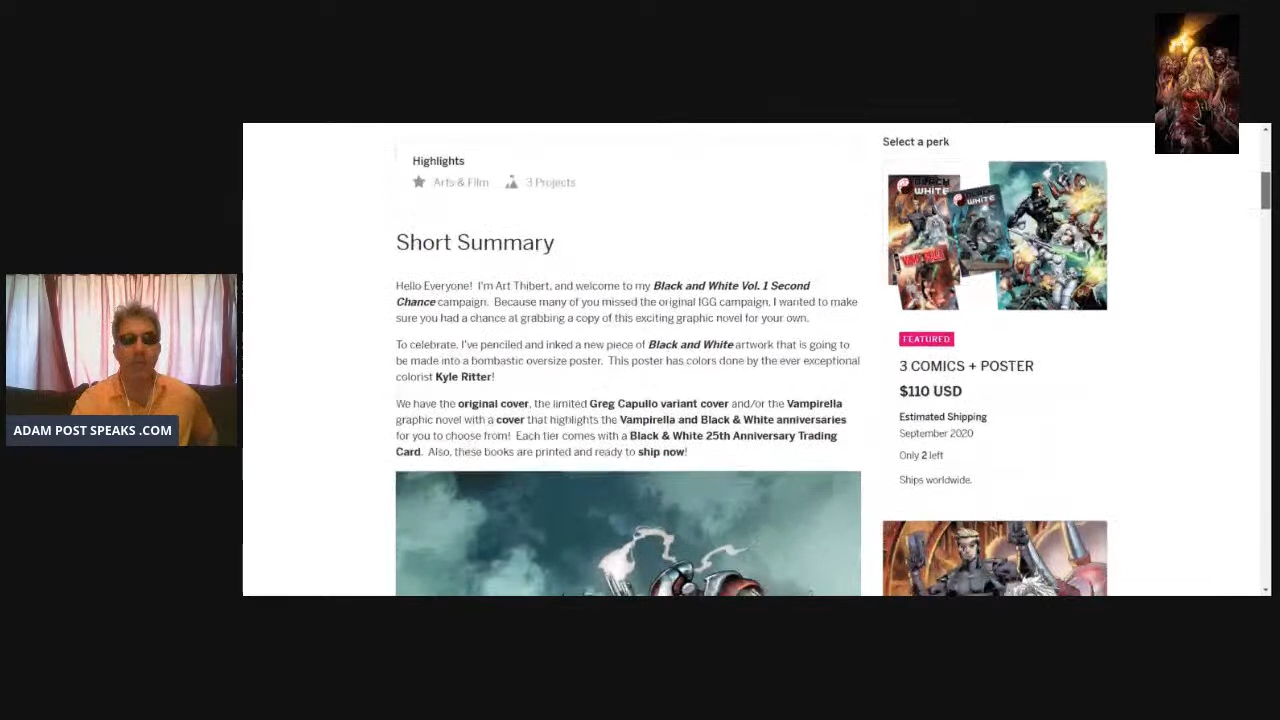 Highlights
Arts & Film 3 Projects
Short Summary
Hello Everyone! I'm Art Thibert, and welcome to my Black and White Vol. 1 Second
Chance campaign. Because many of you missed the original IGG campaign, I wanted to make
sure you had a chance at grabbing a copy of this exciting graphic novel for your own.
To celebrate, I've penciled and inked a new piece of Black and White artwork that is going to
be made into a bombastic oversize poster. This poster has colors done by the ever exceptional
colorist Kyle Ritter!
We have the original cover, the limited Greg Capullo variant cover and/or the Vampirella
graphic novel with a cover that highlights the Vampirella and Black & White anniversaries
for you to choose from! Each tier comes with a Black & White 25th Anniversary Trading
Card. Also, these books are printed and ready to ship now!
Select a perk
BLACK
WHITE
WHITE
FEATURED
3 COMICS + POSTER
$110 USD
Estimated Shipping
September 2020
Only 2 left
Ships worldwide.
ADAM POST SPEAKS .COM